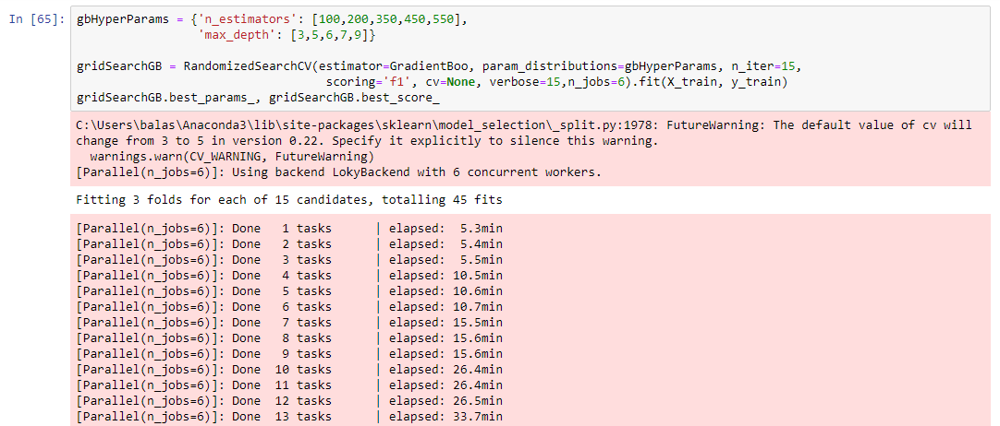 In [65]: gbHyperParams = {'n_estimators': [100,200,350,450,550],
'max_depth': [3,5,6,7,9]}
gridSearchGB = RandomizedSearchCV(estimator=GradientBoo, param_distributions=gbHyperParams, n_iter=15,
scoring='f1', cv=None, verbose=15,n_jobs=6).fit(X_train, y_train)
gridSearchGB.best_params_, gridSearchGB.best_score_
C:\Users\balas\Anaconda3\lib\site-packages\sklearn\model_selection\_split.py:1978: FutureWarning: The default value of cv will
change from 3 to 5 in version 0.22. Specify it explicitly to silence this warning.
warnings.warn(CV_WARNING, FutureWarning)
[Parallel(n_jobs=6)]: Using backend LokyBackend with 6 concurrent workers.
Fitting 3 folds for each of 15 candidates, totalling 45 fits
[Parallel(n_jobs=6)]: Done   1 tasks      | elapsed:  5.3min
[Parallel(n_jobs=6)]: Done   2 tasks      | elapsed:  5.4min
[Parallel(n_jobs=6)]: Done   3 tasks      | elapsed:  5.5min
[Parallel(n_jobs=6)]: Done   4 tasks      | elapsed: 10.5min
[Parallel(n_jobs=6)]: Done   5 tasks      | elapsed: 10.6min
[Parallel(n_jobs=6)]: Done   6 tasks      | elapsed: 10.7min
[Parallel(n_jobs=6)]: Done   7 tasks      | elapsed: 15.5min
[Parallel(n_jobs=6)]: Done   8 tasks      | elapsed: 15.6min
[Parallel(n_jobs=6)]: Done   9 tasks      | elapsed: 15.6min
[Parallel(n_jobs=6)]: Done  10 tasks      | elapsed: 26.4min
[Parallel(n_jobs=6)]: Done  11 tasks      | elapsed: 26.4min
[Parallel(n_jobs=6)]: Done  12 tasks      | elapsed: 26.5min
[Parallel(n_jobs=6)]: Done  13 tasks      | elapsed: 33.7min